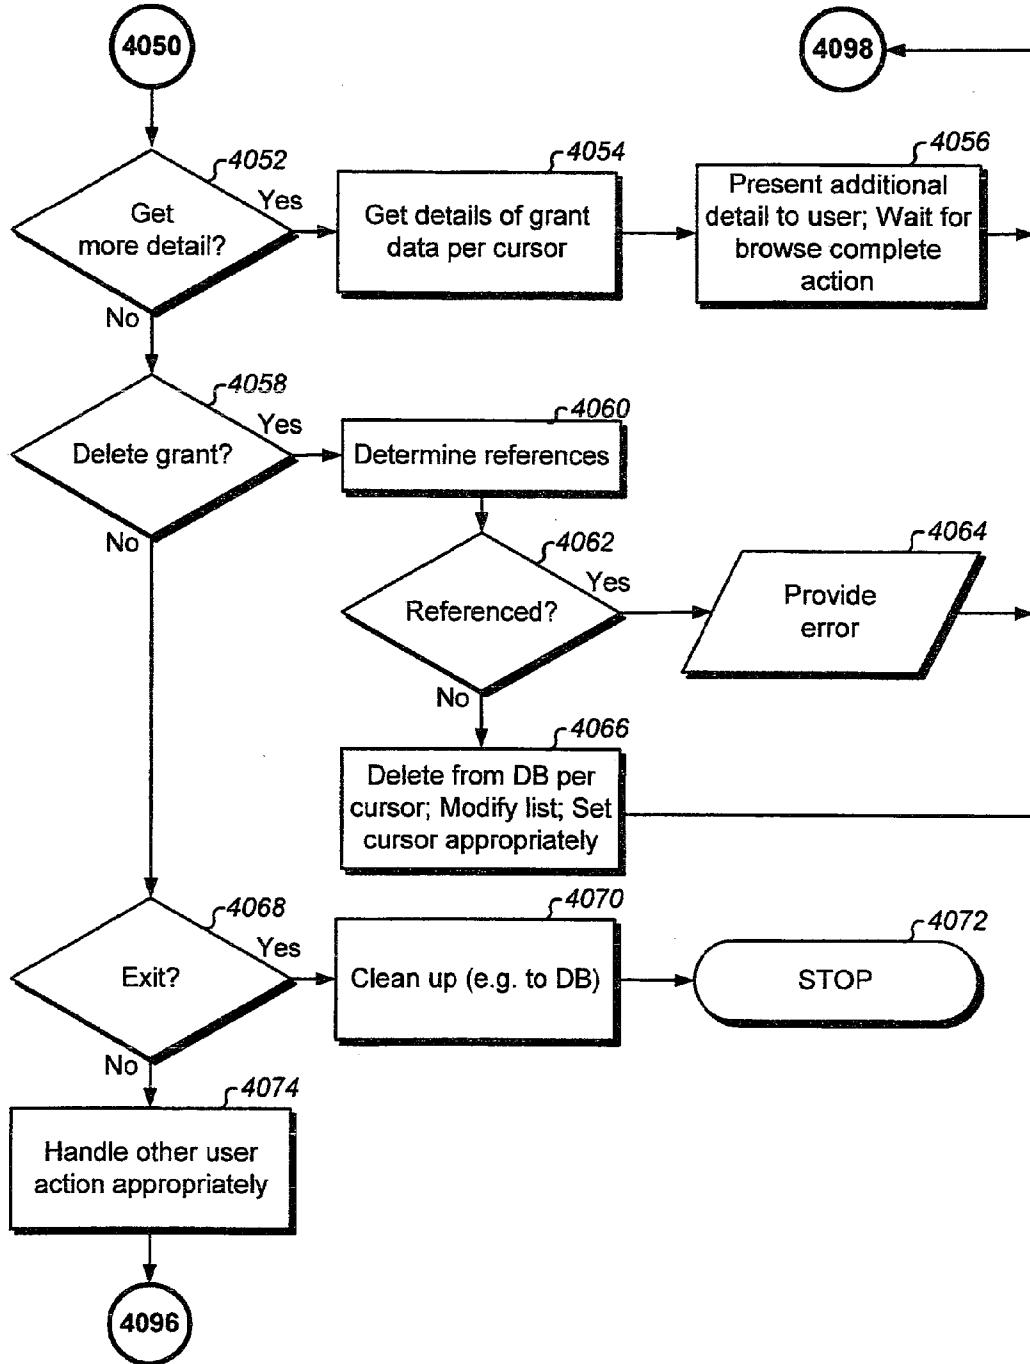 4050
4098
4052
Get
more detail?
Yes
No
4054
Get details of grant
data per cursor
4056
Present additional
detail to user; Wait for
browse complete
action
4058
Delete grant?
Yes
No
4060
Determine references
4062
Referenced?
Yes
No
4064
Provide
error
4066
Delete from DB per
cursor; Modify list; Set
cursor appropriately
4068
Exit?
Yes
No
4070
Clean up (e.g. to DB)
4072
STOP
4074
Handle other user
action appropriately
4096